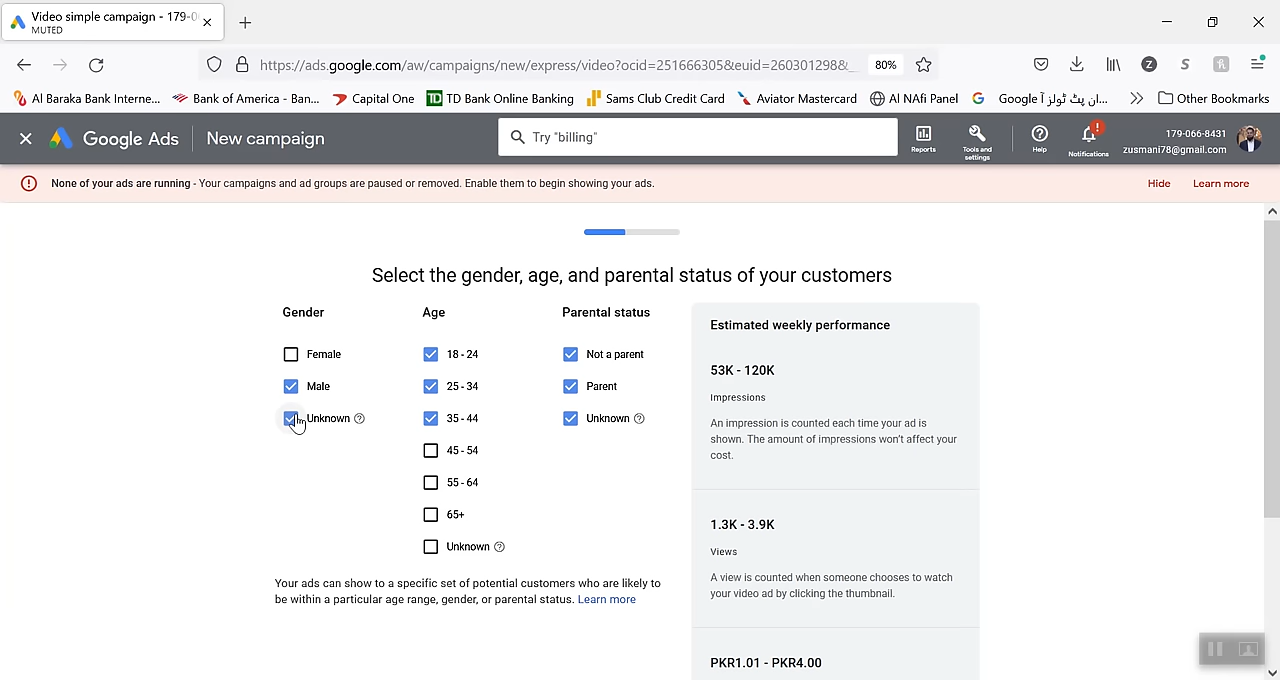 Video simple campaign - 179-0
MUTED
https://ads.google.com/aw/campaigns/new/express/video?ocid=251666305&euid=260301298&_
80%
Al Baraka Bank Interne...
Bank of America - Ban...
Capital One
TD Bank Online Banking
Sams Club Credit Card
Aviator Mastercard
Al NAfi Panel
Google ان پٹ ٹولز آ...
Other Bookmarks
Google Ads
New campaign
Try "billing"
Reports
Tools and settings
Help
Notifications
179-066-8431
zusmani78@gmail.com
None of your ads are running - Your campaigns and ad groups are paused or removed. Enable them to begin showing your ads.
Hide
Learn more
Select the gender, age, and parental status of your customers
Gender
Age
Parental status
Female
Male
Unknown
18 - 24
25 - 34
35 - 44
45 - 54
55 - 64
65+
Unknown
Not a parent
Parent
Unknown
Your ads can show to a specific set of potential customers who are likely to
be within a particular age range, gender, or parental status. Learn more
Estimated weekly performance
53K - 120K
Impressions
An impression is counted each time your ad is
shown. The amount of impressions won't affect your
cost.
1.3K - 3.9K
Views
A view is counted when someone chooses to watch
your video ad by clicking the thumbnail.
PKR1.01 - PKR4.00